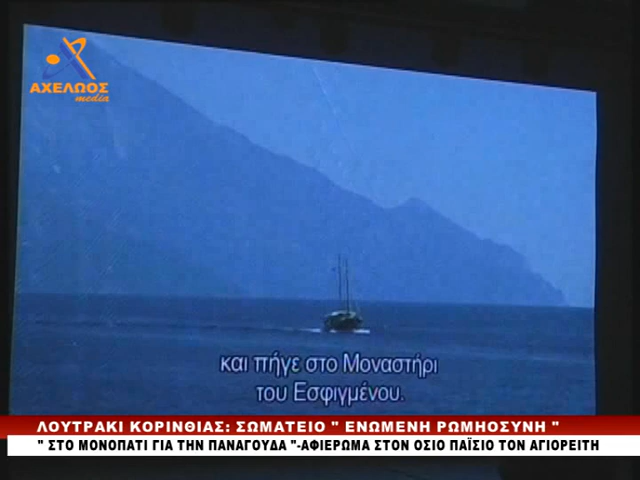 ΑΧΕΛΩΟΣ
media
και πήγε στο Μοναστήρι
του Εσφιγμένου.
ΛΟΥΤΡΑΚΙ ΚΟΡΙΝΘΙΑΣ: ΣΩΜΑΤΕΙΟ " ΕΝΩΜΕΝΗ ΡΩΜΗΟΣΥΝΗ "
" ΣΤΟ ΜΟΝΟΠΑΤΙ ΓΙΑ ΤΗΝ ΠΑΝΑΓΟΥΔΑ "-ΑΦΙΕΡΩΜΑ ΣΤΟΝ ΟΣΙΟ ΠΑΪΣΙΟ ΤΟΝ ΑΓΙΟΡΕΙΤΗ